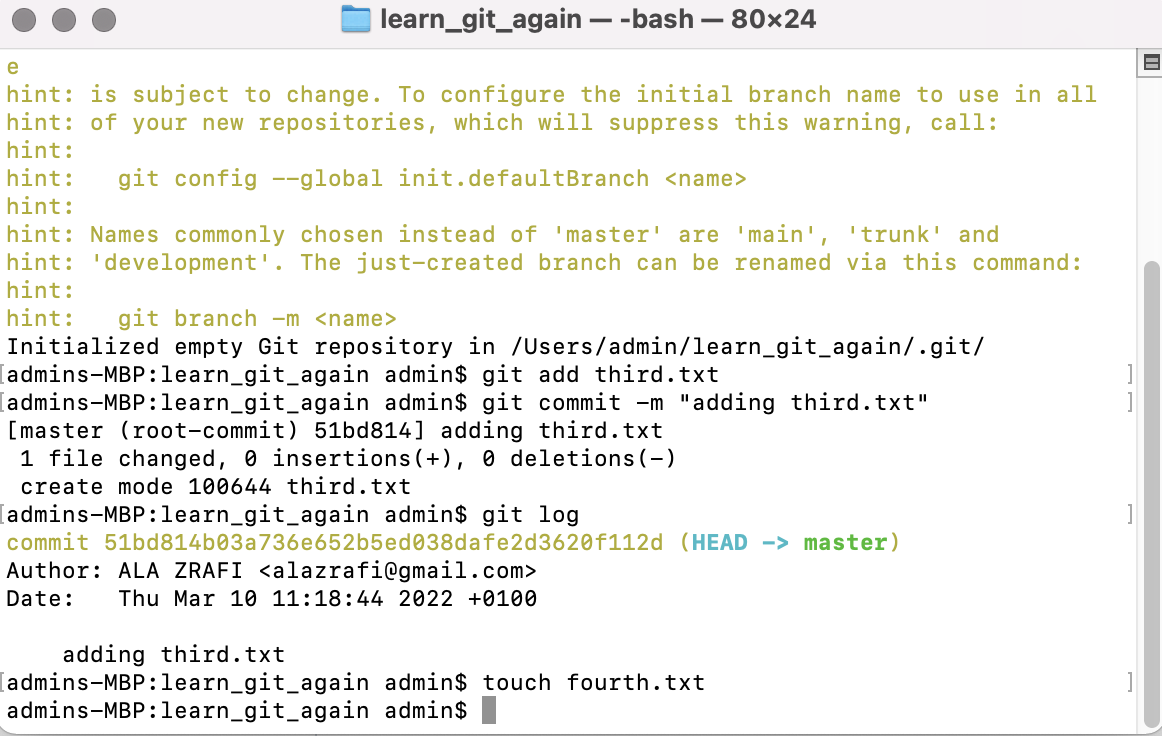 learn_git_again — -bash — 80×24
e
hint: is subject to change. To configure the initial branch name to use in all
hint: of your new repositories, which will suppress this warning, call:
hint:
hint:   git config --global init.defaultBranch <name>
hint:
hint: Names commonly chosen instead of 'master' are 'main', 'trunk' and
hint: 'development'. The just-created branch can be renamed via this command:
hint:
hint:   git branch -m <name>
Initialized empty Git repository in /Users/admin/learn_git_again/.git/
[admins-MBP:learn_git_again admin$ git add third.txt ]
[admins-MBP:learn_git_again admin$ git commit -m "adding third.txt" ]
[master (root-commit) 51bd814] adding third.txt
 1 file changed, 0 insertions(+), 0 deletions(-)
 create mode 100644 third.txt
[admins-MBP:learn_git_again admin$ git log ]
commit 51bd814b03a736e652b5ed038dafe2d3620f112d (HEAD -> master)
Author: ALA ZRAFI <alazrafi@gmail.com>
Date:   Thu Mar 10 11:18:44 2022 +0100

    adding third.txt
[admins-MBP:learn_git_again admin$ touch fourth.txt ]
admins-MBP:learn_git_again admin$